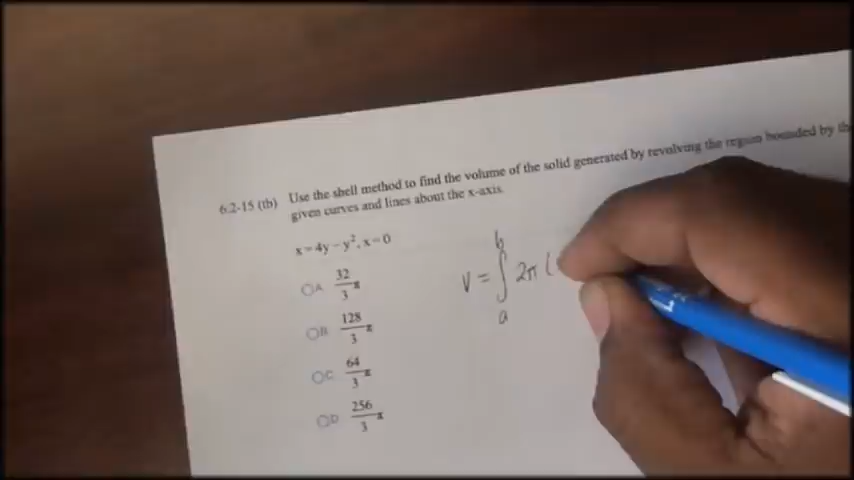 6.2-15 (tb) Use the shell method to find the volume of the solid generated by revolving the region bounded by the
given curves and lines about the x-axis.
x = 4y − y², x = 0
A 32/3 π
B 128/3 π
C 64/3 π
D 256/3 π
V = ∫ₐᵇ 2π (